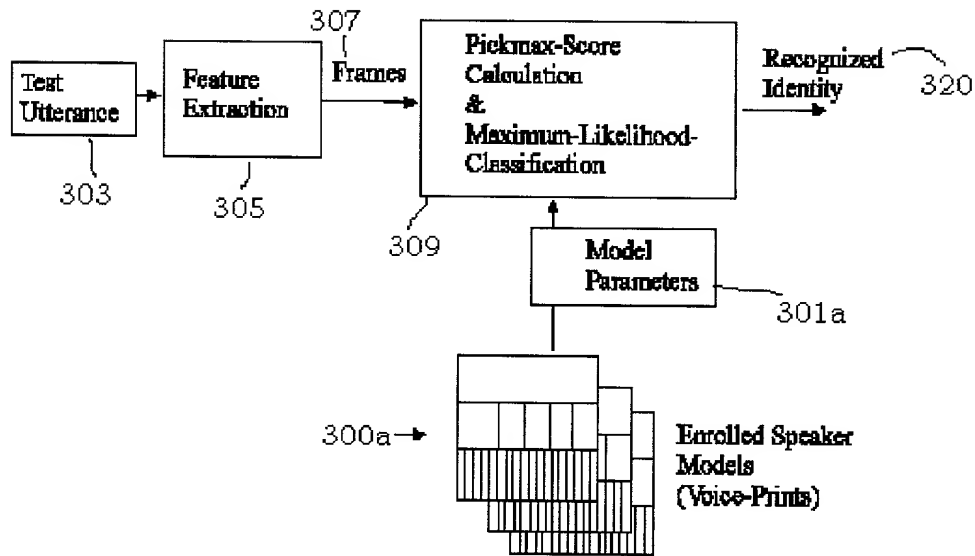 307
Test
Utterance
303
Feature
Extraction
305
Frames
Pickmax-Score
Calculation
&
Maximum-Likelihood-
Classification
309
Recognized
Identity
320
Model
Parameters
301a
300a
Enrolled Speaker
Models
(Voice-Prints)